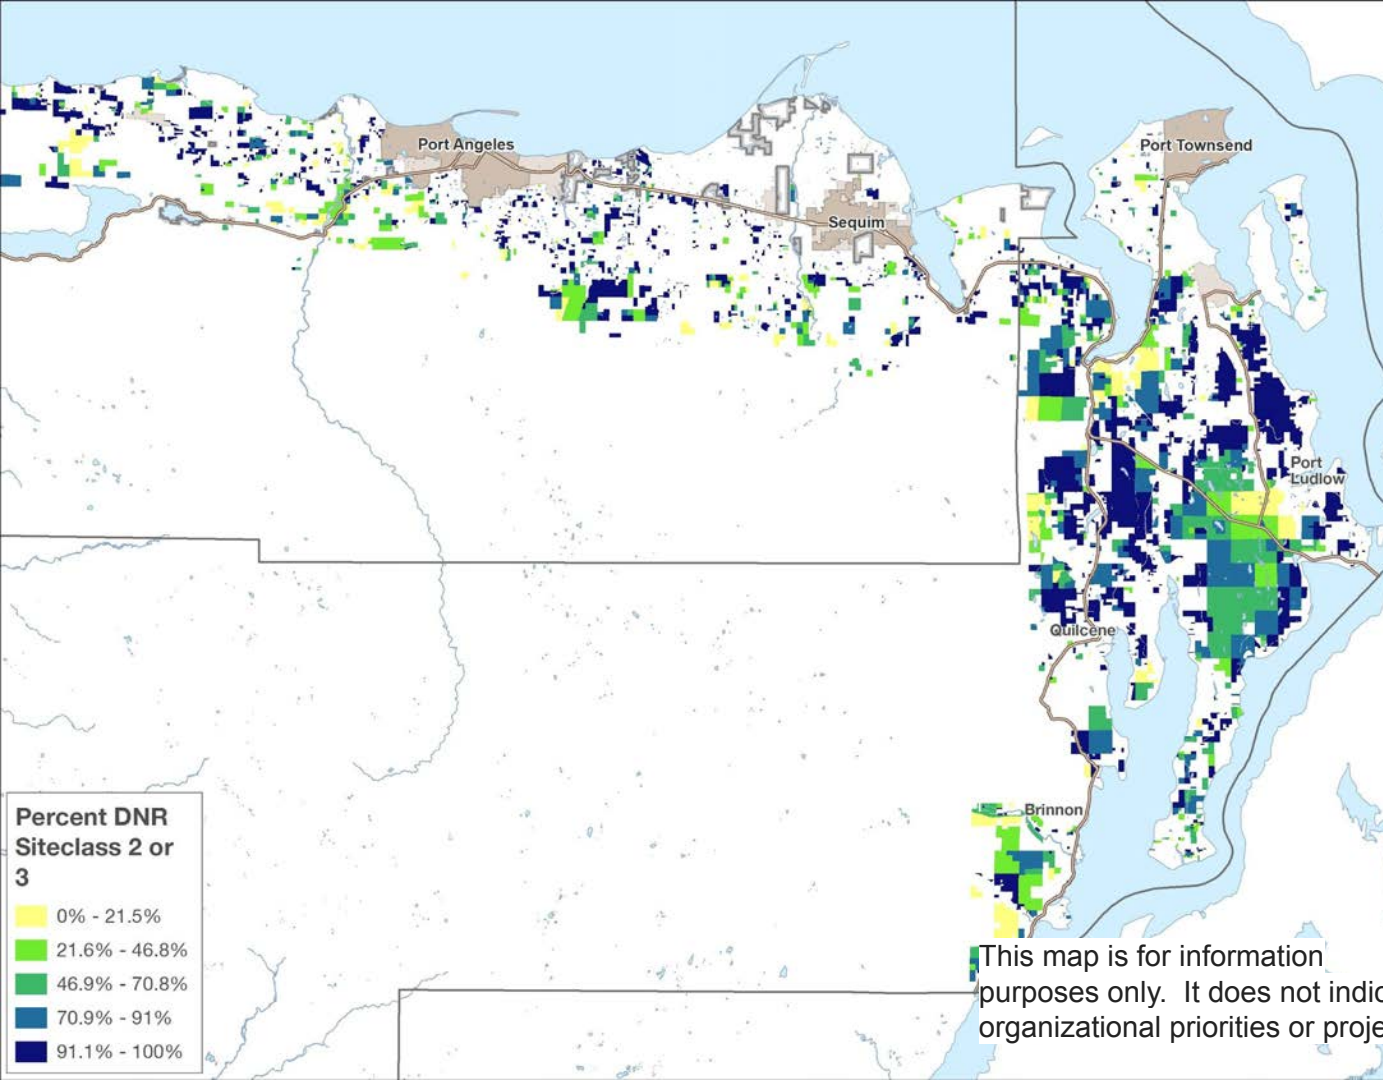 Port Angeles
Port Townsend
Sequim
Port
Ludlow
Quilcene
Brinnon
Percent DNR
Siteclass 2 or
3
0% - 21.5%
21.6% - 46.8%
46.9% - 70.8%
70.9% - 91%
91.1% - 100%
This map is for information
purposes only. It does not indic
organizational priorities or proje